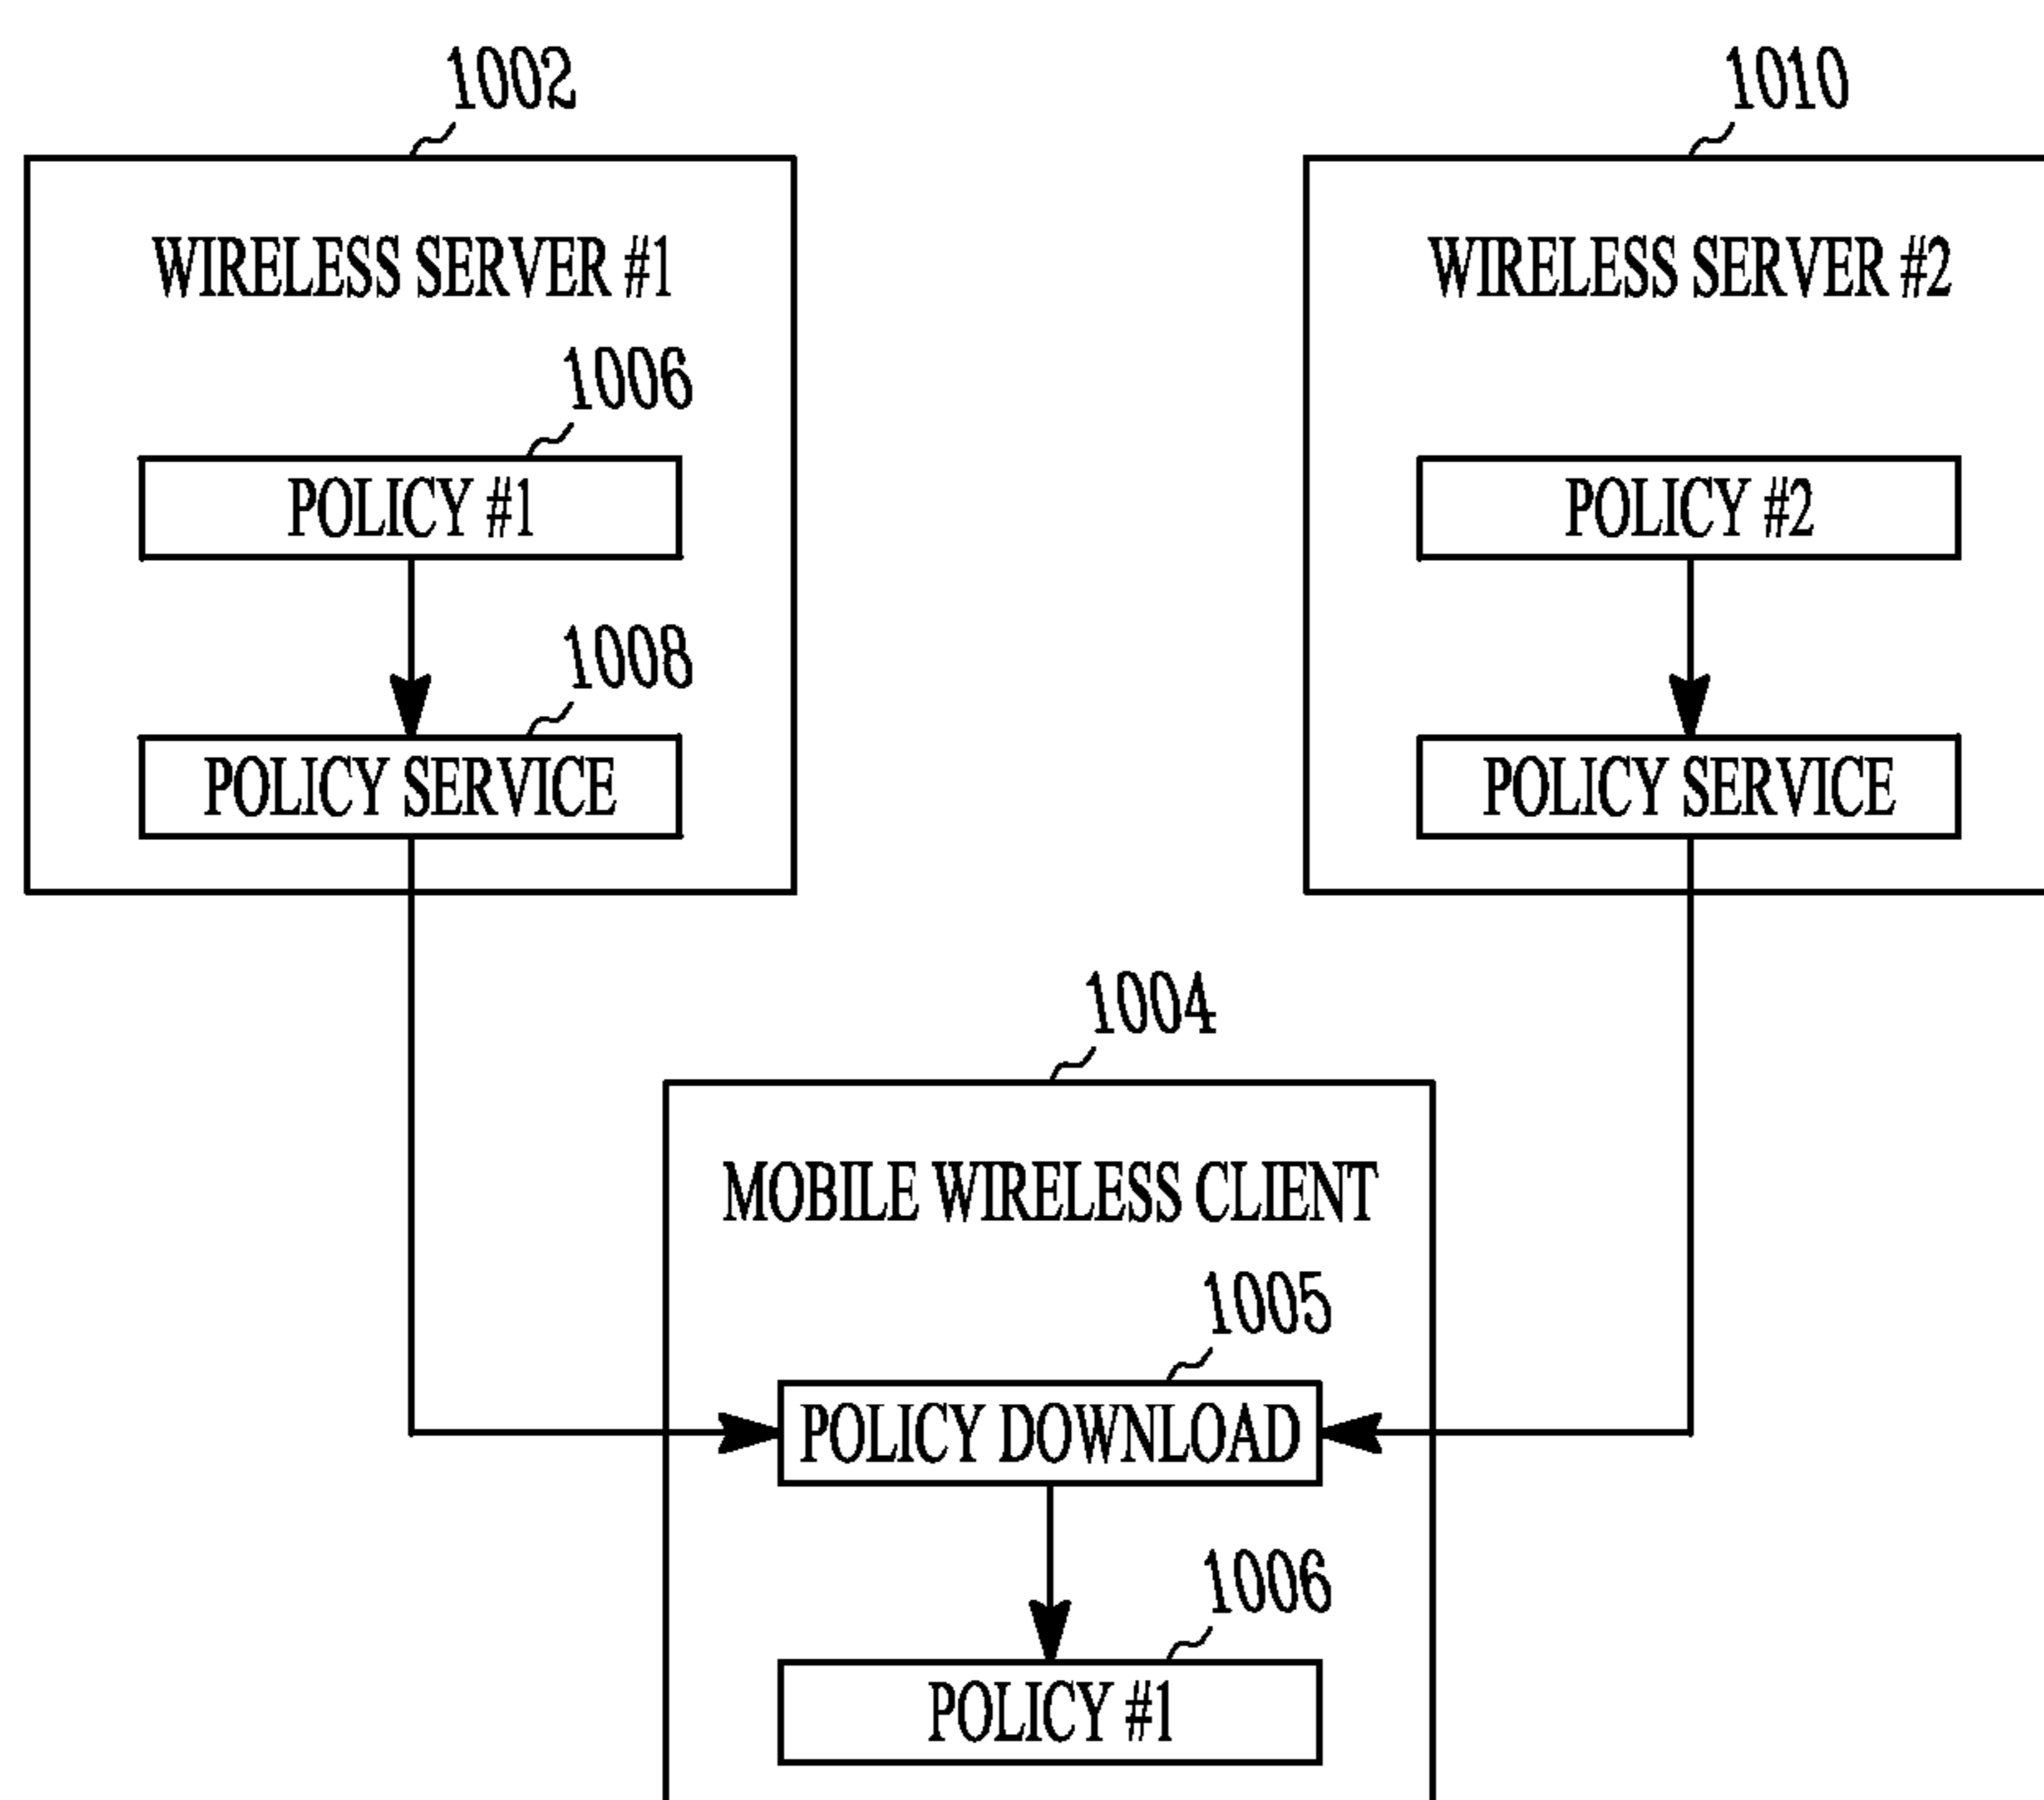 1002
WIRELESS SERVER #1
1006
POLICY #1
1008
POLICY SERVICE
1010
WIRELESS SERVER #2
POLICY #2
POLICY SERVICE
1004
MOBILE WIRELESS CLIENT
1005
POLICY DOWNLOAD
1006
POLICY #1